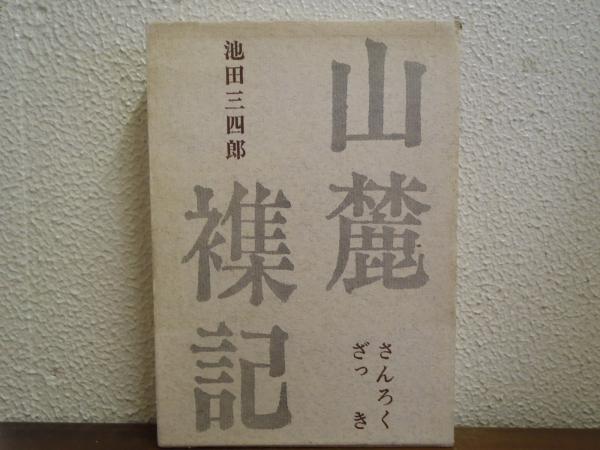 山麓
襍記
さんろく
ざっき
池田三四郎